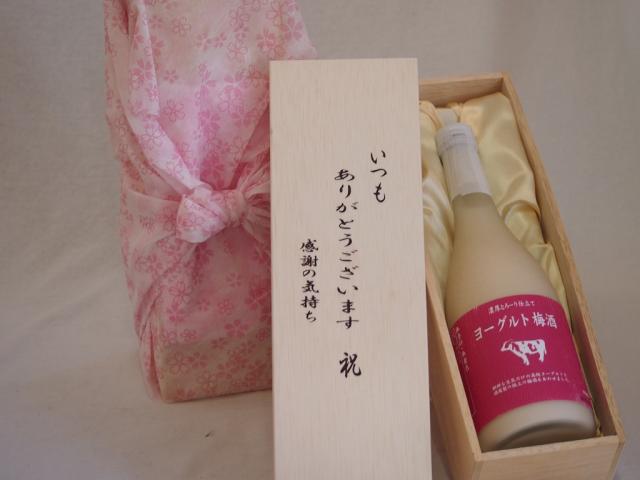 いつも
ありがとうございます
祝
感謝の気持ち
濃厚とろーり仕立て
ヨーグルト梅酒